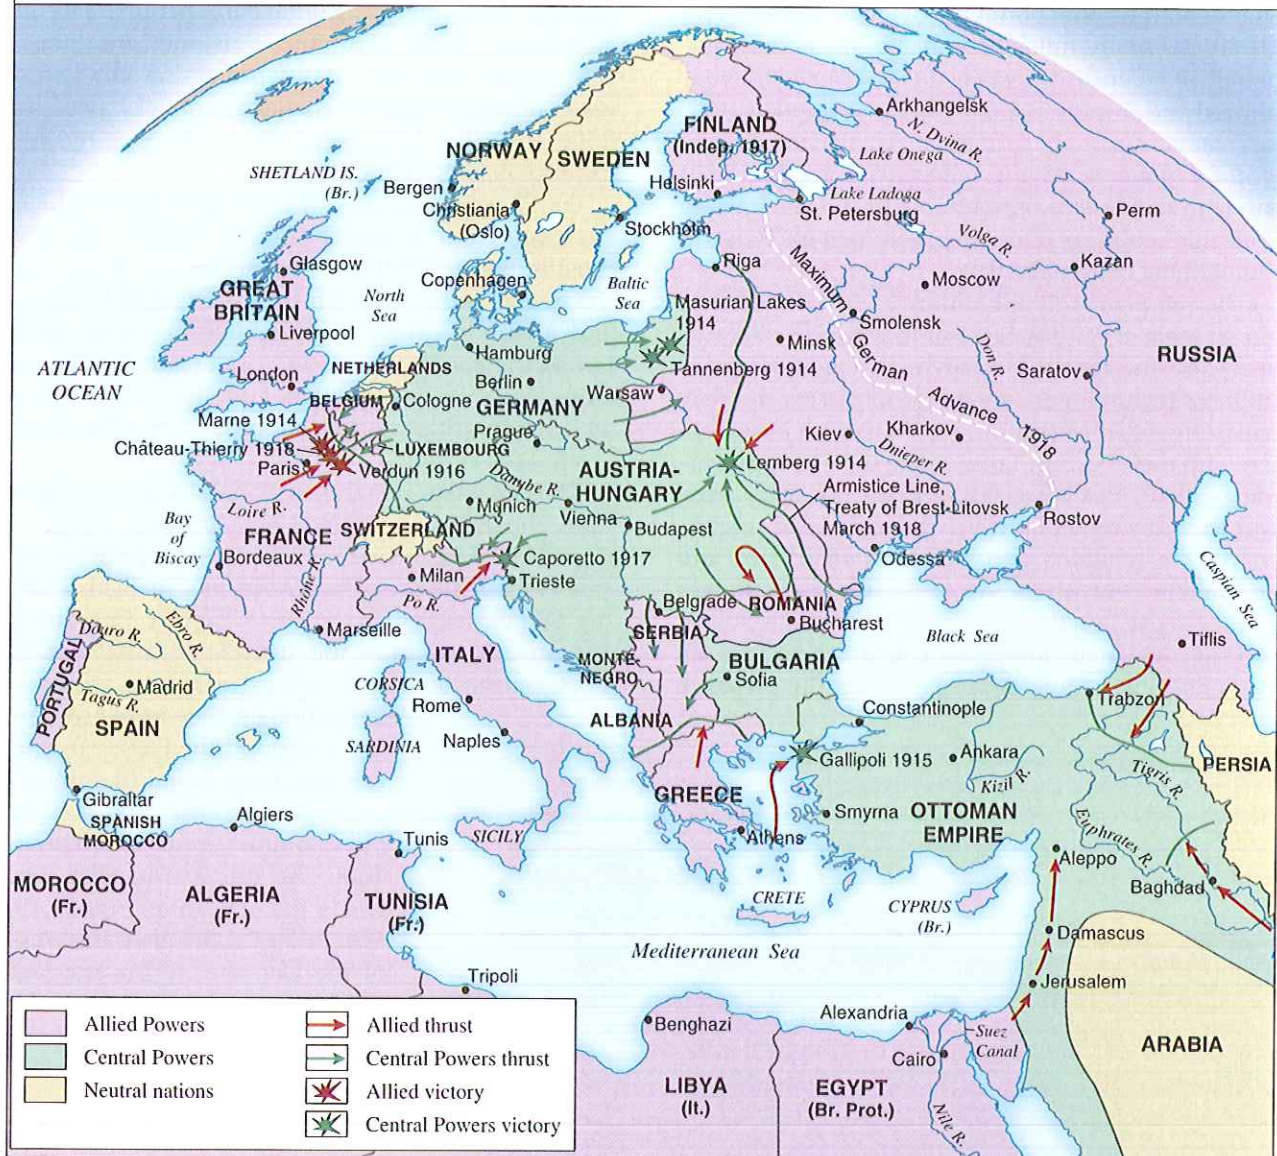 Arkhangelsk
N. Dvina R.
FINLAND
(Indep. 1917)
Lake Onega
NORWAY
SWEDEN
SHETLAND IS.
(Br.)
Bergen
Helsinki
Lake Ladoga
St. Petersburg
Perm
Christiania
(Oslo)
Stockholm
Volga R.
Kazan
Glasgow
Riga
Moscow
GREAT
BRITAIN
North
Sea
Copenhagen
Baltic
Sea
Masurian Lakes
1914
Maximum German Advance 1918
Smolensk
Liverpool
Hamburg
Minsk
Don R.
RUSSIA
ATLANTIC
OCEAN
NETHERLANDS
Tannenberg 1914
Saratov
London
Berlin
Warsaw
BELGIUM
Cologne
GERMANY
Marne 1914
Château-Thierry 1918
LUXEMBOURG
Prague
Kiev
Kharkov
Dnieper R.
Paris
Verdun 1916
AUSTRIA-
HUNGARY
Lemberg 1914
Danube R.
Armistice Line,
Treaty of Brest-Litovsk
March 1918
Loire R.
Munich
Vienna
Budapest
Rostov
Bay
of
Biscay
FRANCE
SWITZERLAND
Bordeaux
Caporetto 1917
Odessa
Milan
Trieste
Rhône R.
Po R.
Caspian Sea
Belgrade
ROMANIA
Bucharest
Douro R.
Ebro R.
Marseille
SERBIA
Black Sea
Tiflis
PORTUGAL
ITALY
MONTE-
NEGRO
BULGARIA
Sofia
Madrid
Tagus R.
CORSICA
Rome
Trabzon
SPAIN
ALBANIA
Constantinople
SARDINIA
Naples
Gallipoli 1915
Ankara
Kizil R.
Tigris R.
PERSIA
Gibraltar
GREECE
Smyrna
OTTOMAN
EMPIRE
SPANISH
MOROCCO
Algiers
Tunis
SICILY
Athens
Euphrates R.
Aleppo
MOROCCO
(Fr.)
ALGERIA
(Fr.)
TUNISIA
(Fr.)
CRETE
CYPRUS
(Br.)
Baghdad
Damascus
Mediterranean Sea
Tripoli
Jerusalem
Benghazi
Alexandria
Suez
Canal
Cairo
ARABIA
LIBYA
(It.)
EGYPT
(Br. Prot.)
Nile R.
Allied Powers
Central Powers
Neutral nations
Allied thrust
Central Powers thrust
Allied victory
Central Powers victory